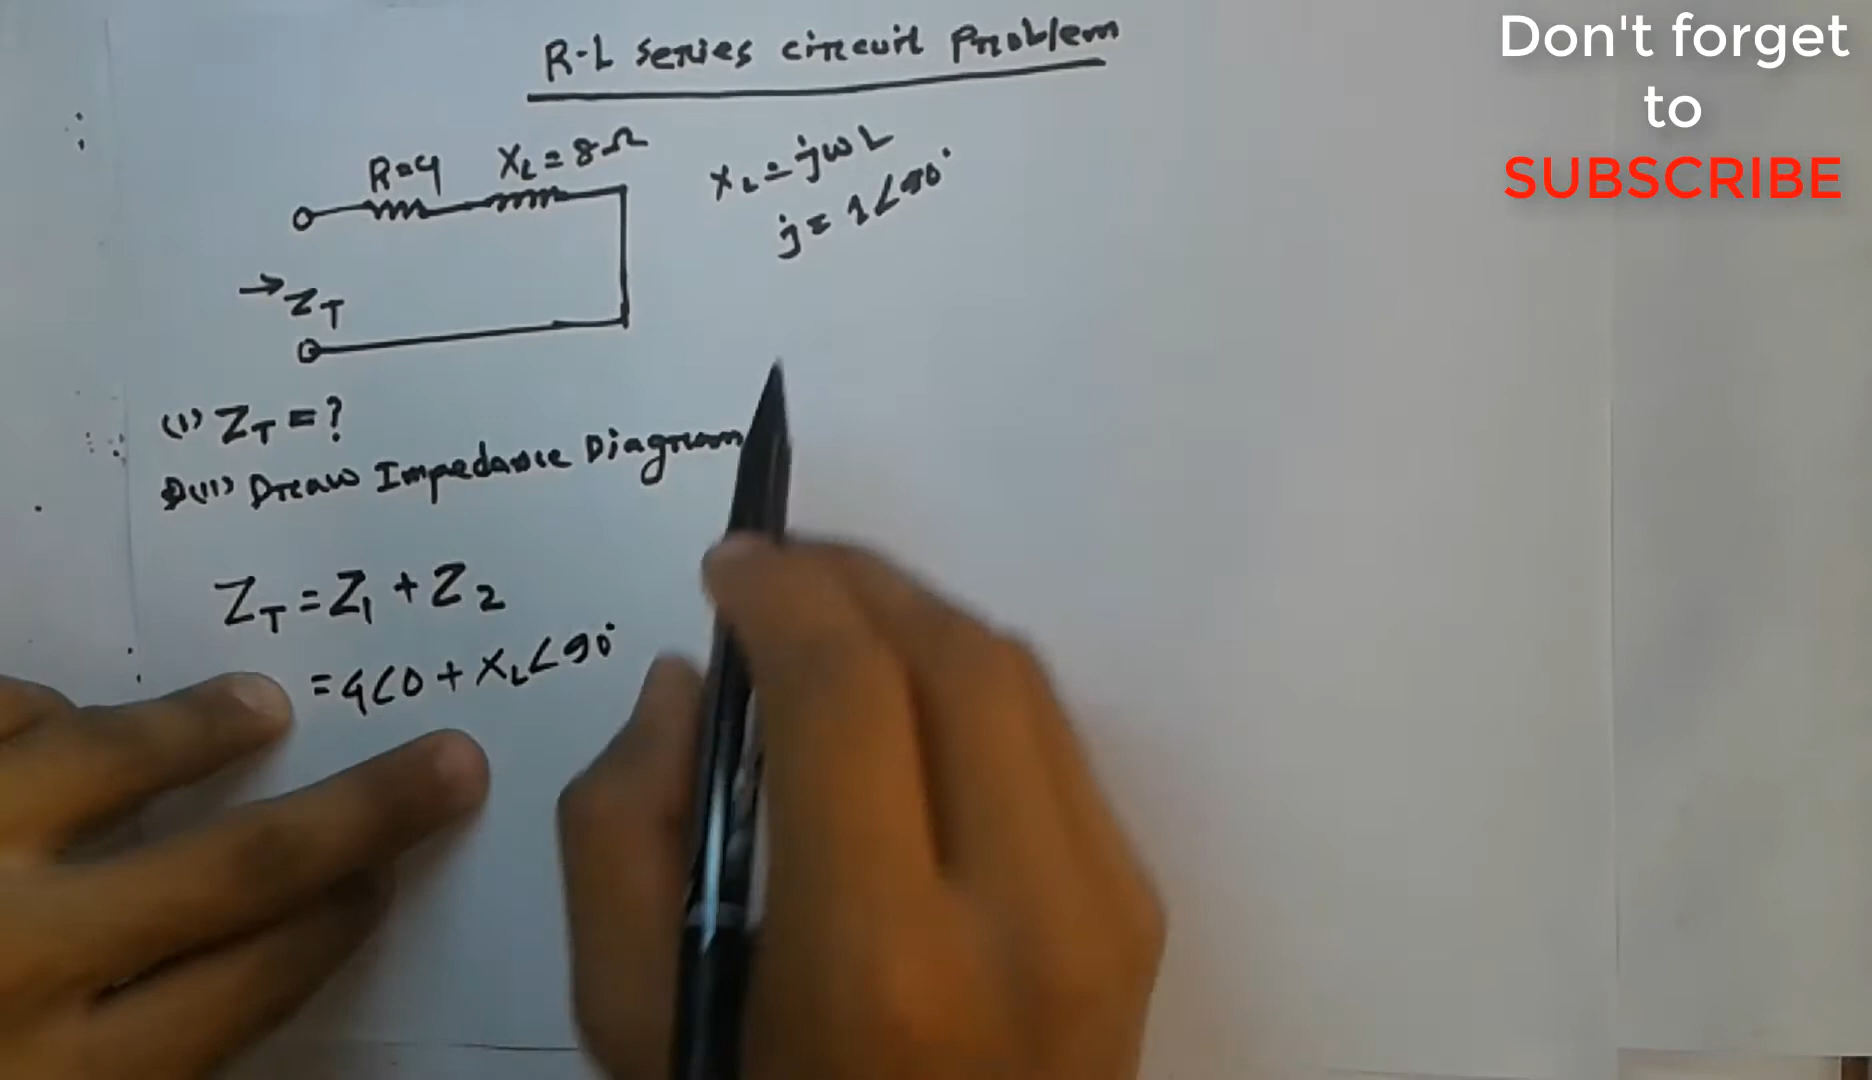 R-L series circuit Problem
R=4 XL = 8Ω
XL = jωL
j = 1∠90°
→ ZT
(i) ZT = ?
(ii) Draw Impedance Diagram
ZT = Z1 + Z2
= 4∠0 + XL∠90°
Don't forget
to
SUBSCRIBE